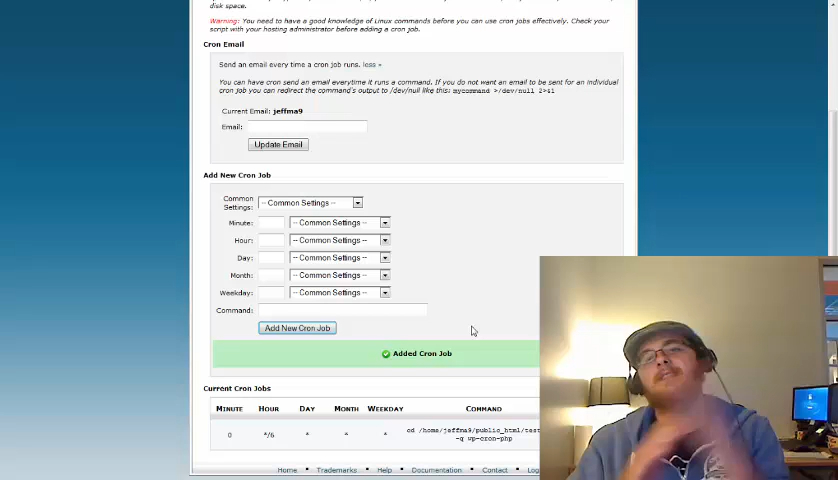 disk space.
Warning: You need to have a good knowledge of Linux commands before you can use cron jobs effectively. Check your
script with your hosting administrator before adding a cron job.
Cron Email
Send an email every time a cron job runs. less »
You can have cron send an email everytime it runs a command. If you do not want an email to be sent for an individual
cron job you can redirect the command's output to /dev/null like this: mycommand >/dev/null 2>&1
Current Email: jeffma9
Email:
Update Email
Add New Cron Job
Common Settings: -- Common Settings --
Minute: -- Common Settings --
Hour: -- Common Settings --
Day: -- Common Settings --
Month: -- Common Settings --
Weekday: -- Common Settings --
Command:
Add New Cron Job
Added Cron Job
Current Cron Jobs
MINUTE HOUR DAY MONTH WEEKDAY COMMAND
0 */6 * * * cd /home/jeffma9/public_html/test
-q wp-cron-php
Home • Trademarks • Help • Documentation • Contact • Log